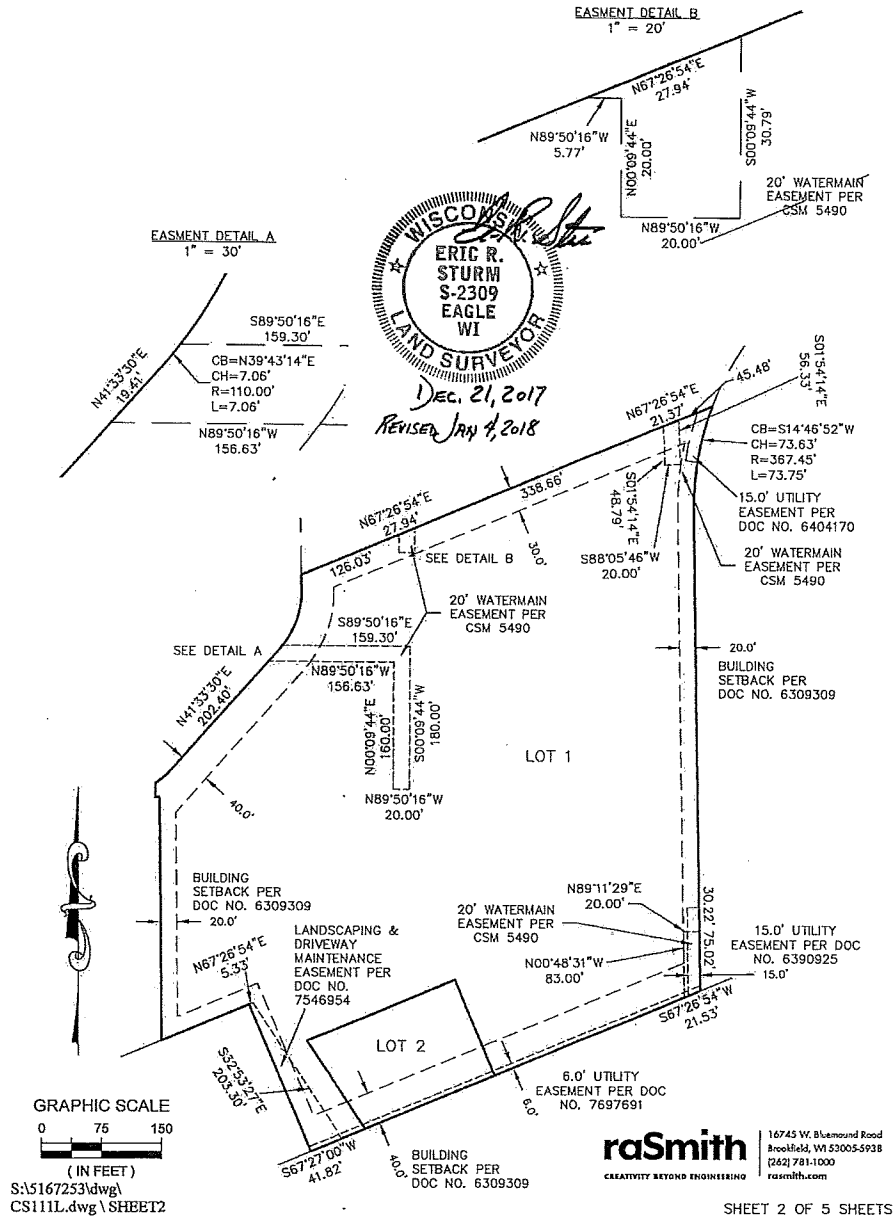 EASMENT DETAIL B
1" = 20'
N67°26'54"E
27.94'
N89°50'16"W
5.77'
N00°09'44"E
20.00'
S00°09'44"W
30.79'
20' WATERMAIN
EASEMENT PER
CSM 5490
N89°50'16"W
20.00'
EASMENT DETAIL A
1" = 30'
WISCONSIN
ERIC R.
STURM
S-2309
EAGLE
WI
LAND SURVEYOR
DEC. 21, 2017
REVISED JAN 4, 2018
S89°50'16"E
159.30'
N41°33'30"E
19.41'
CB=N39°43'14"E
CH=7.06'
R=110.00'
L=7.06'
N89°50'16"W
156.63'
S01°54'14"E
56.33'
45.48'
N67°26'54"E
21.37'
CB=S14°46'52"W
CH=73.63'
R=367.45'
L=73.75'
338.66'
S01°54'14"E
48.79'
15.0' UTILITY
EASEMENT PER
DOC NO. 6404170
N67°26'54"E
27.94'
30.0'
S88°05'46"W
20.00'
20' WATERMAIN
EASEMENT PER
CSM 5490
126.03'
SEE DETAIL B
20' WATERMAIN
EASEMENT PER
CSM 5490
S89°50'16"E
159.30'
SEE DETAIL A
20.0'
BUILDING
SETBACK PER
DOC NO. 6309309
N89°50'16"W
156.63'
N41°33'30"E
202.40'
N00°09'44"E
160.00'
S00°09'44"W
180.00'
LOT 1
N89°50'16"W
20.00'
40.0'
BUILDING
SETBACK PER
DOC NO. 6309309
20.0'
N89°11'29"E
20.00'
30.22'
75.02'
20' WATERMAIN
EASEMENT PER
CSM 5490
15.0' UTILITY
EASEMENT PER DOC
NO. 6390925
LANDSCAPING &
DRIVEWAY
MAINTENANCE
EASEMENT PER
DOC NO.
7546954
N67°26'54"E
5.33'
N00°48'31"W
83.00'
15.0'
S67°26'54"W
21.53'
LOT 2
S32°53'27"E
203.30'
6.0' UTILITY
EASEMENT PER DOC
NO. 7697691
6.0'
S67°27'00"W
41.82'
40.0'
BUILDING
SETBACK PER
DOC NO. 6309309
GRAPHIC SCALE
0 75 150
( IN FEET )
S:\5167253\dwg\
CS111L.dwg \ SHEET2
raSmith
CREATIVITY BEYOND ENGINEERING
16745 W. Bluemound Road
Brookfield, WI 53005-5938
(262) 781-1000
rasmith.com
SHEET 2 OF 5 SHEETS